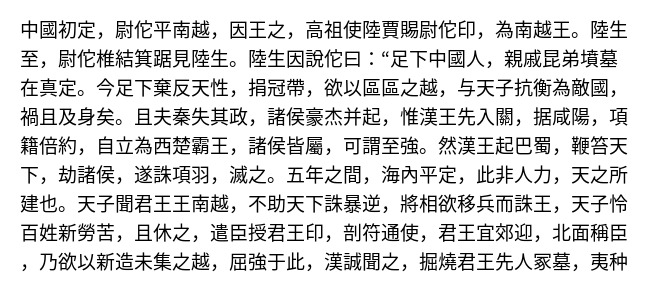 中國初定，尉佗平南越，因王之，高祖使陸賈賜尉佗印，為南越王。陸生
至，尉佗椎結箕踞見陸生。陸生因說佗曰：“足下中國人，親戚昆弟墳墓
在真定。今足下棄反天性，捐冠帶，欲以區區之越，与天子抗衡為敵國，
禍且及身矣。且夫秦失其政，諸侯豪杰并起，惟漢王先入關，据咸陽，項
籍倍約，自立為西楚霸王，諸侯皆屬，可謂至強。然漢王起巴蜀，鞭笞天
下，劫諸侯，遂誅項羽，滅之。五年之間，海內平定，此非人力，天之所
建也。天子聞君王王南越，不助天下誅暴逆，將相欲移兵而誅王，天子怜
百姓新勞苦，且休之，遣臣授君王印，剖符通使，君王宜郊迎，北面稱臣
，乃欲以新造未集之越，屈強于此，漢誠聞之，掘燒君王先人冢墓，夷种